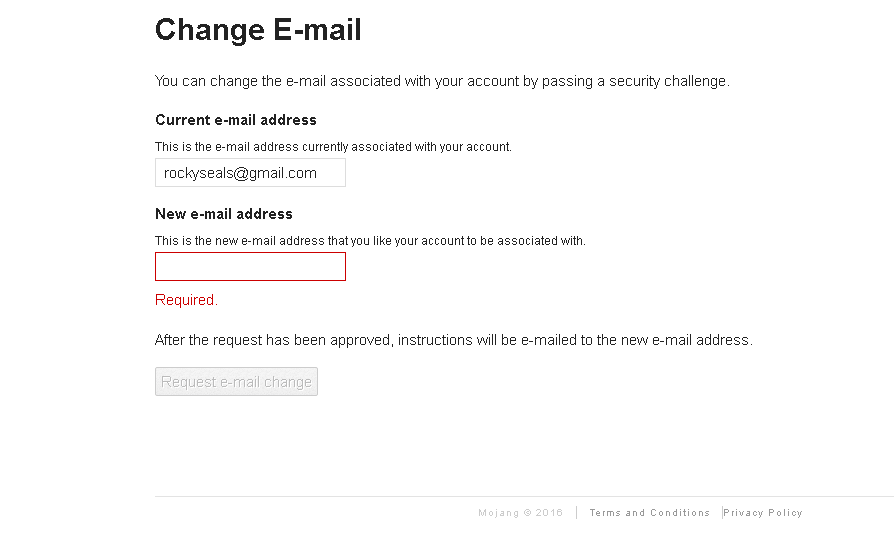 Change E-mail
You can change the e-mail associated with your account by passing a security challenge.
Current e-mail address
This is the e-mail address currently associated with your account.
rockyseals@gmail.com
New e-mail address
This is the new e-mail address that you like your account to be associated with.
Required.
After the request has been approved, instructions will be e-mailed to the new e-mail address.
Request e-mail change
Mojang © 2016 | Terms and Conditions | Privacy Policy